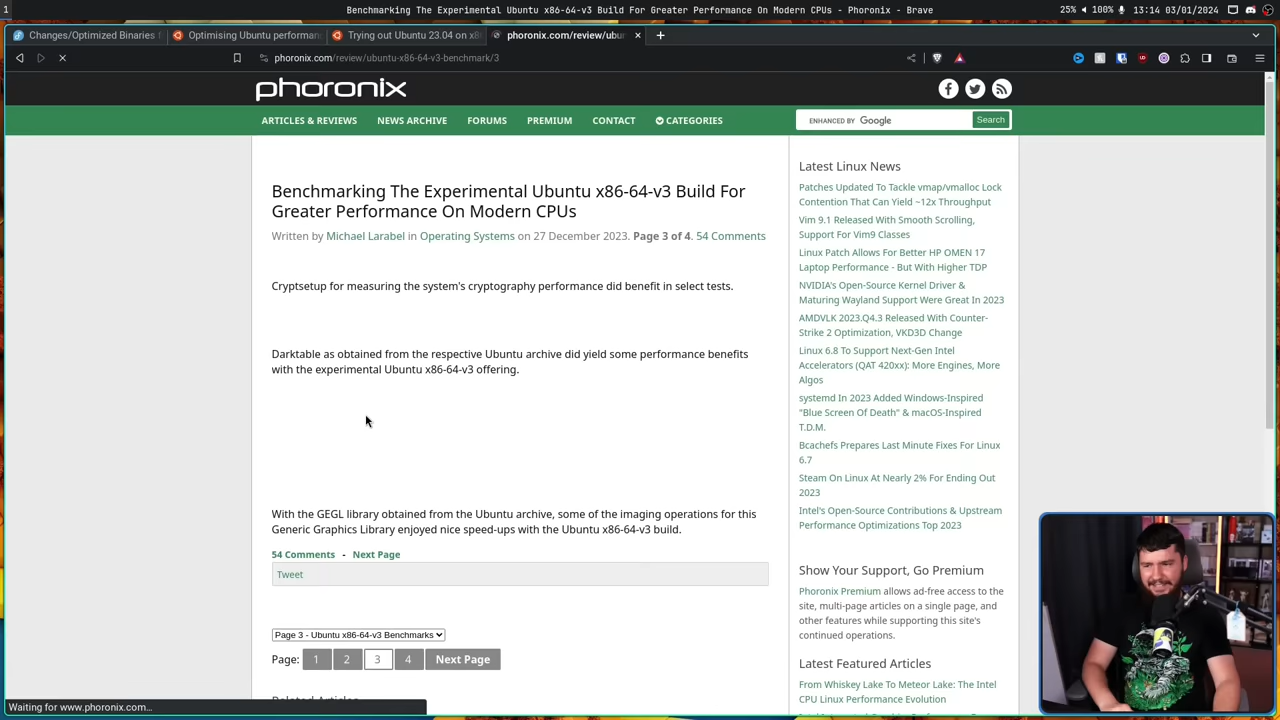 1
Benchmarking The Experimental Ubuntu x86-64-v3 Build For Greater Performance On Modern CPUs - Phoronix - Brave
25% 100% 13:14 03/01/2024
Changes/Optimized Binaries f
Optimising Ubuntu performan
Trying out Ubuntu 23.04 on x8
phoronix.com/review/ubun
phoronix.com/review/ubuntu-x86-64-v3-benchmark/3
phoronix
ARTICLES & REVIEWS NEWS ARCHIVE FORUMS PREMIUM CONTACT CATEGORIES
ENHANCED BY Google Search
Benchmarking The Experimental Ubuntu x86-64-v3 Build For
Greater Performance On Modern CPUs
Written by Michael Larabel in Operating Systems on 27 December 2023. Page 3 of 4. 54 Comments
Cryptsetup for measuring the system's cryptography performance did benefit in select tests.
Darktable as obtained from the respective Ubuntu archive did yield some performance benefits
with the experimental Ubuntu x86-64-v3 offering.
With the GEGL library obtained from the Ubuntu archive, some of the imaging operations for this
Generic Graphics Library enjoyed nice speed-ups with the Ubuntu x86-64-v3 build.
54 Comments - Next Page
Tweet
Page 3 - Ubuntu x86-64-v3 Benchmarks
Page: 1 2 3 4 Next Page
Related Articles
Latest Linux News
Patches Updated To Tackle vmap/vmalloc Lock
Contention That Can Yield ~12x Throughput
Vim 9.1 Released With Smooth Scrolling,
Support For Vim9 Classes
Linux Patch Allows For Better HP OMEN 17
Laptop Performance - But With Higher TDP
NVIDIA's Open-Source Kernel Driver &
Maturing Wayland Support Were Great In 2023
AMDVLK 2023.Q4.3 Released With Counter-
Strike 2 Optimization, VKD3D Change
Linux 6.8 To Support Next-Gen Intel
Accelerators (QAT 420xx): More Engines, More
Algos
systemd In 2023 Added Windows-Inspired
"Blue Screen Of Death" & macOS-Inspired
T.D.M.
Bcachefs Prepares Last Minute Fixes For Linux
6.7
Steam On Linux At Nearly 2% For Ending Out
2023
Intel's Open-Source Contributions & Upstream
Performance Optimizations Top 2023
Show Your Support, Go Premium
Phoronix Premium allows ad-free access to the
site, multi-page articles on a single page, and
other features while supporting this site's
continued operations.
Latest Featured Articles
From Whiskey Lake To Meteor Lake: The Intel
CPU Linux Performance Evolution
Waiting for www.phoronix.com...